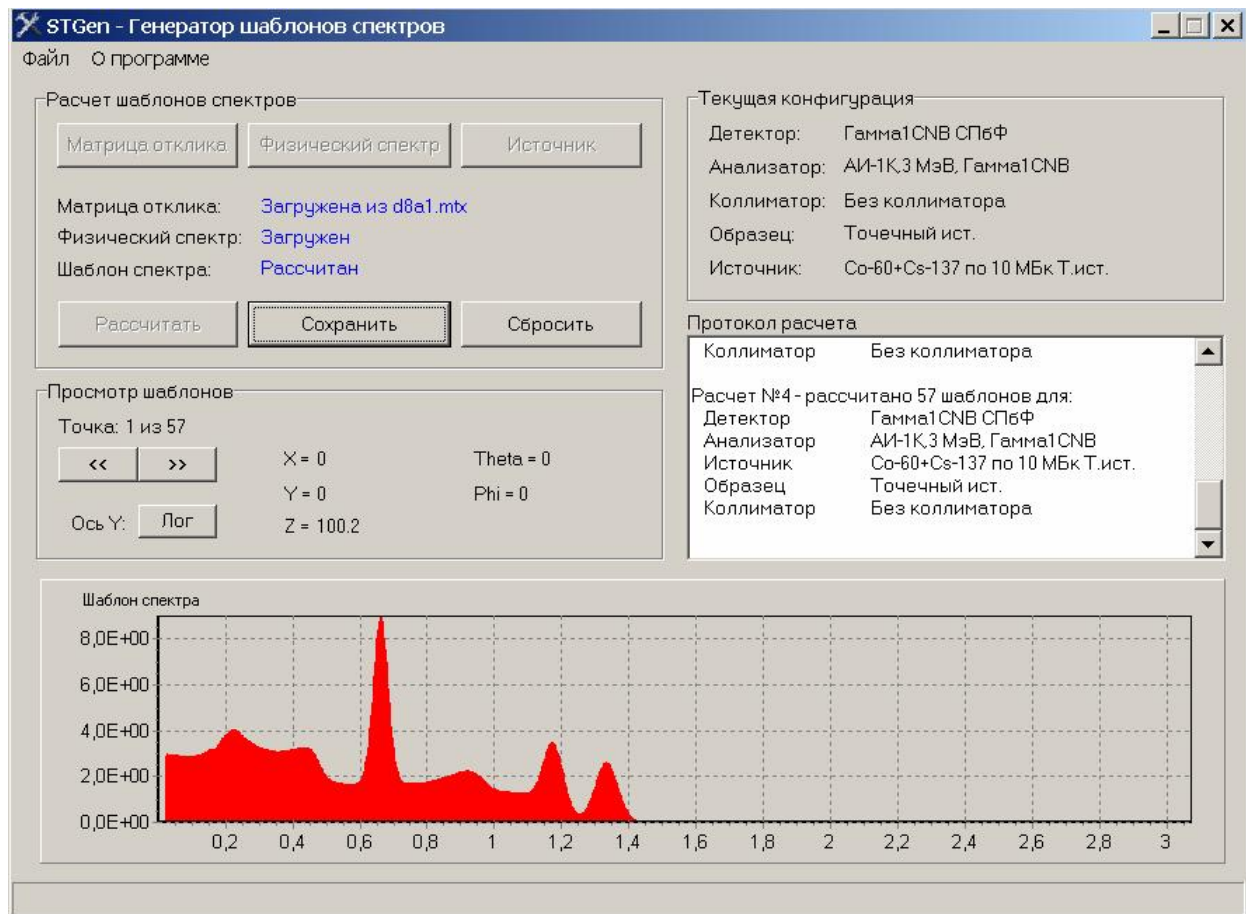 STGen - Генератор шаблонов спектров
Файл О программе
Расчет шаблонов спектров
Матрица отклика Физический спектр Источник
Матрица отклика: Загружена из d8a1.mtx
Физический спектр: Загружен
Шаблон спектра: Рассчитан
Рассчитать Сохранить Сбросить
Текущая конфигурация
Детектор: Гамма1CNB СПбФ
Анализатор: АИ-1К,3 МэВ, Гамма1CNB
Коллиматор: Без коллиматора
Образец: Точечный ист.
Источник: Co-60+Cs-137 по 10 МБк Т.ист.
Протокол расчета
Коллиматор Без коллиматора
Расчет №4 - рассчитано 57 шаблонов для:
Детектор Гамма1CNB СПбФ
Анализатор АИ-1К,3 МэВ, Гамма1CNB
Источник Co-60+Cs-137 по 10 МБк Т.ист.
Образец Точечный ист.
Коллиматор Без коллиматора
Просмотр шаблонов
Точка: 1 из 57
<< >>
X = 0 Theta = 0
Y = 0 Phi = 0
Ось Y: Лог Z = 100.2
Шаблон спектра
8,0E+00
6,0E+00
4,0E+00
2,0E+00
0,0E+00
0,2 0,4 0,6 0,8 1 1,2 1,4 1,6 1,8 2 2,2 2,4 2,6 2,8 3